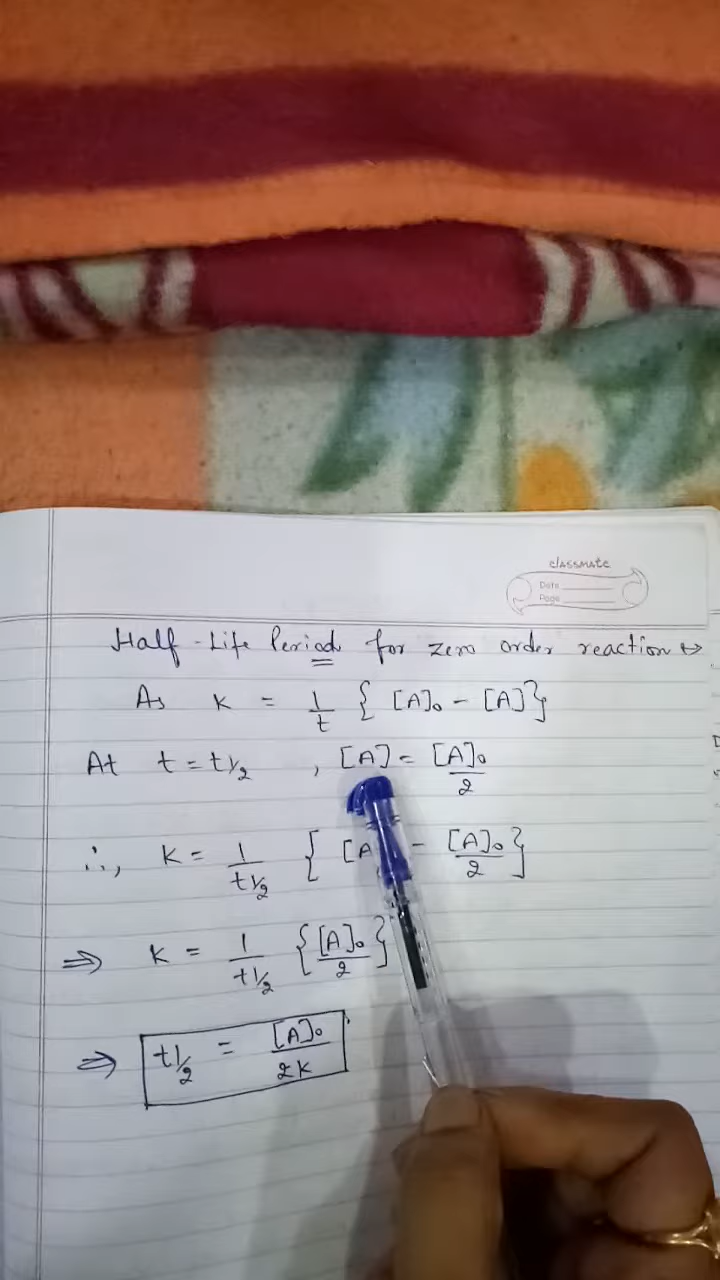 classmate
Date
Page
Half-Life Period for zero order reaction ↔
As K = 1/t { [A]₀ - [A] }
At t = t1/2 , [A] = [A]₀/2
∴, K = 1/t1/2 { [A - [A]₀/2 }
⇒ K = 1/t1/2 { [A]₀/2 }
⇒ t1/2 = [A]₀/2K